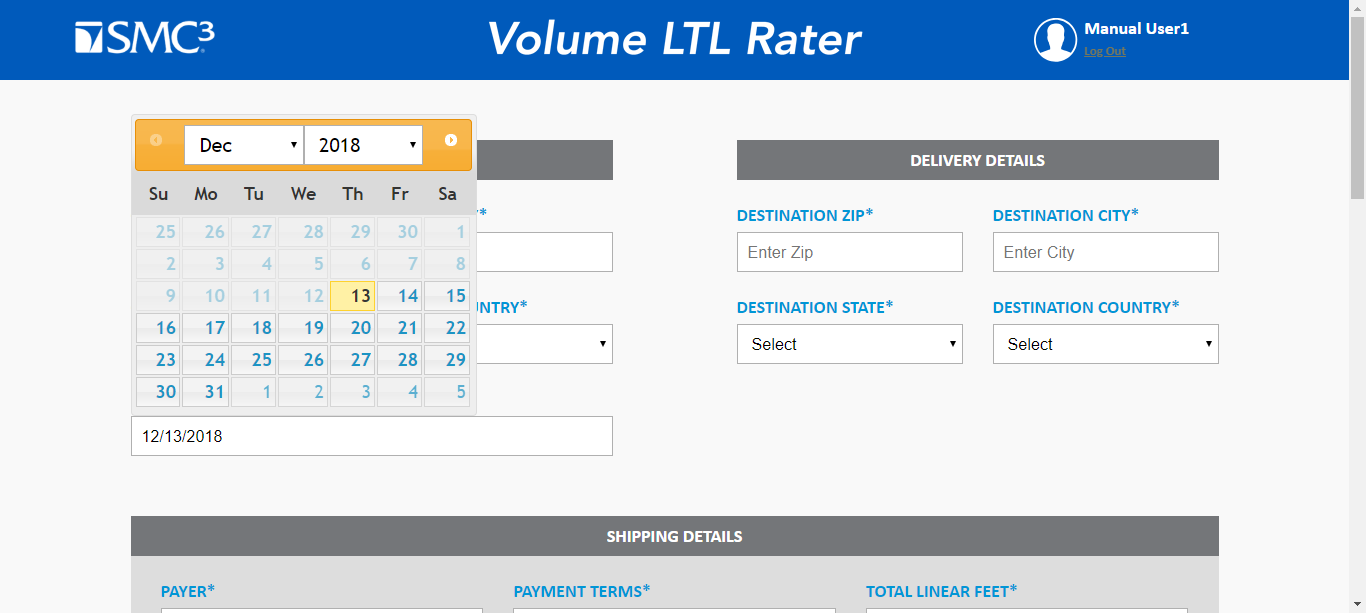 SMC³
Volume LTL Rater
Manual User1
Log Out
Dec 2018
Su Mo Tu We Th Fr Sa
25 26 27 28 29 30 1
2 3 4 5 6 7 8
9 10 11 12 13 14 15
16 17 18 19 20 21 22
23 24 25 26 27 28 29
30 31 1 2 3 4 5
*
NTRY*
12/13/2018
DELIVERY DETAILS
DESTINATION ZIP* DESTINATION CITY*
Enter Zip Enter City
DESTINATION STATE* DESTINATION COUNTRY*
Select Select
SHIPPING DETAILS
PAYER* PAYMENT TERMS* TOTAL LINEAR FEET*